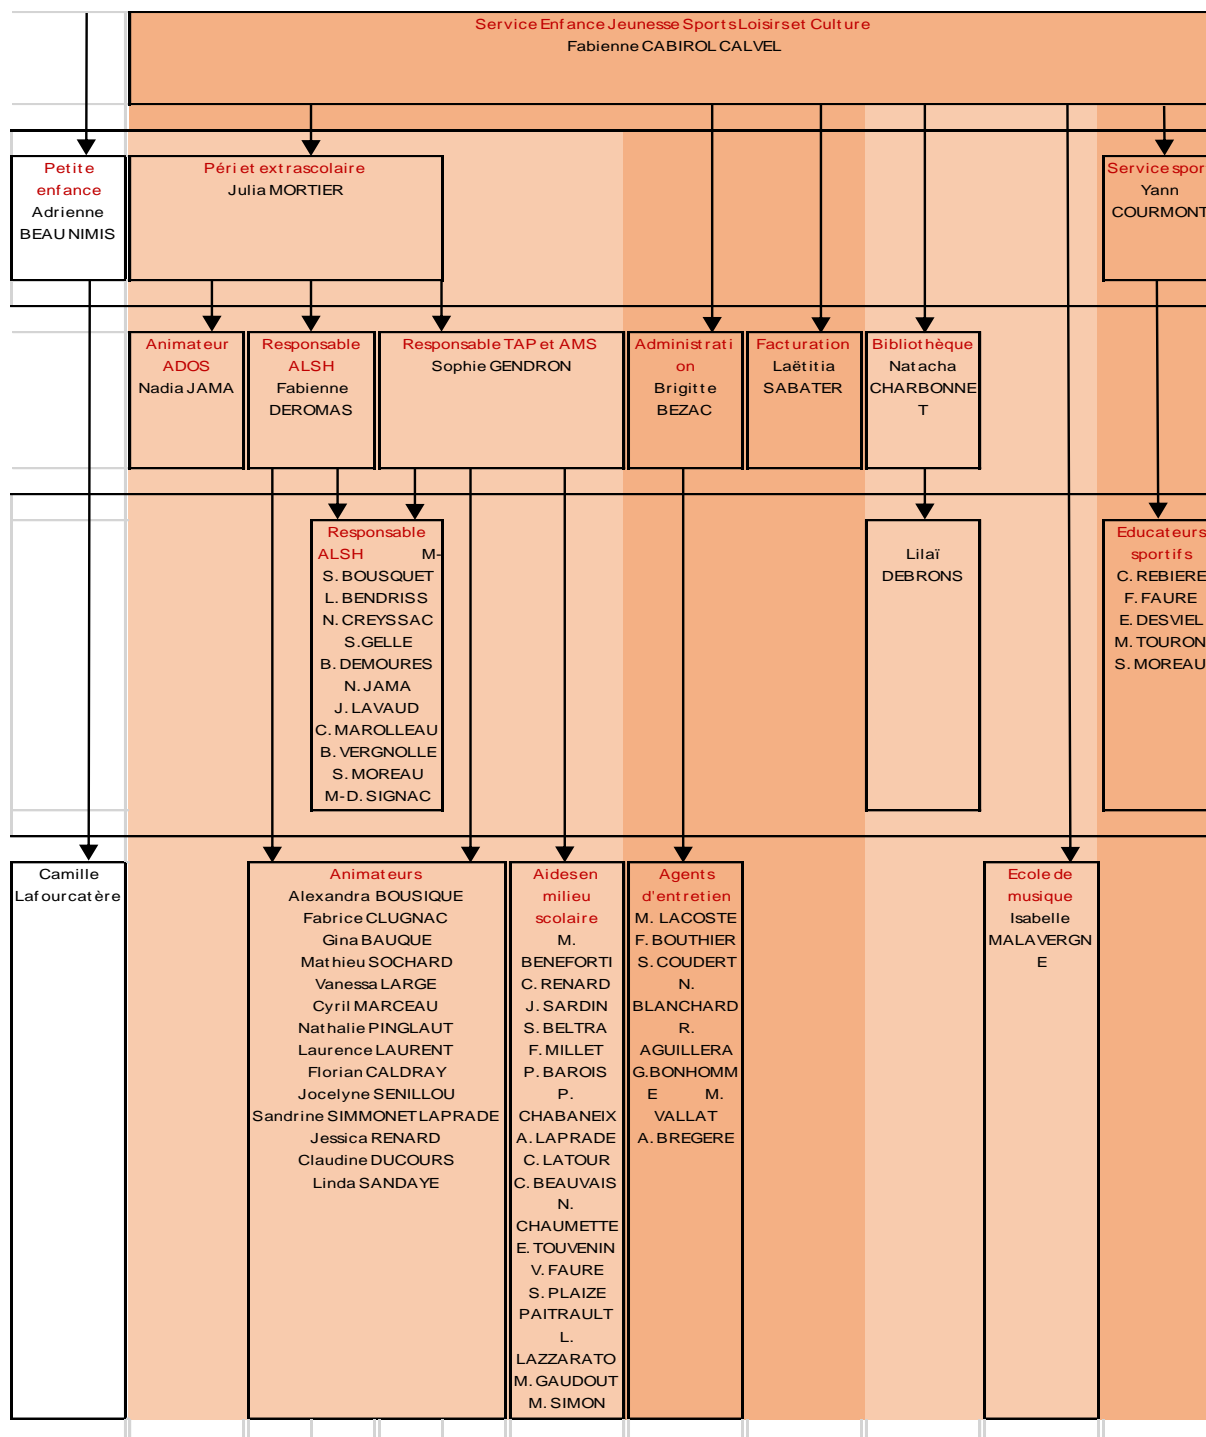 Service Enfance Jeunesse Sports Loisirs et Culture
Fabienne CABIROL CALVEL
Petite
enfance
Adrienne
BEAUNIMIS
Péri et extrascolaire
Julia MORTIER
Service spor
Yann
COURMONT
Animateur
ADOS
Nadia JAMA
Responsable
ALSH
Fabienne
DEROMAS
Responsable TAP et AMS
Sophie GENDRON
Administrati
on
Brigitte
BEZAC
Facturation
Laëtitia
SABATER
Bibliothèque
Natacha
CHARBONNE
T
Responsable
ALSH M-
S. BOUSQUET
L. BENDRISS
N. CREYSSAC
S.GELLE
B. DEMOURES
N. JAMA
J. LAVAUD
C. MAROLLEAU
B. VERGNOLLE
S. MOREAU
M-D. SIGNAC
Lilaï
DEBRONS
Educateurs
sportifs
C. REBIERE
F. FAURE
E. DESVIEL
M. TOURON
S. MOREAU
Camille
Lafourcatère
Animateurs
Alexandra BOUSIQUE
Fabrice CLUGNAC
Gina BAUQUE
Mathieu SOCHARD
Vanessa LARGE
Cyril MARCEAU
Nathalie PINGLAUT
Laurence LAURENT
Florian CALDRAY
Jocelyne SENILLOU
Sandrine SIMMONET LAPRADE
Jessica RENARD
Claudine DUCOURS
Linda SANDAYE
Aides en
milieu
scolaire
M.
BENEFORTI
C. RENARD
J. SARDIN
S. BELTRA
F. MILLET
P. BAROIS
P.
CHABANEIX
A. LAPRADE
C. LATOUR
C. BEAUVAIS
N.
CHAUMETTE
E. TOUVENIN
V. FAURE
S. PLAIZE
PAITRAULT
L.
LAZZARATO
M. GAUDOUT
M. SIMON
Agents
d'entretien
M. LACOSTE
F. BOUTHIER
S. COUDERT
N.
BLANCHARD
R.
AGUILLERA
G.BONHOMM
E M.
VALLAT
A. BREGERE
Ecole de
musique
Isabelle
MALAVERGN
E